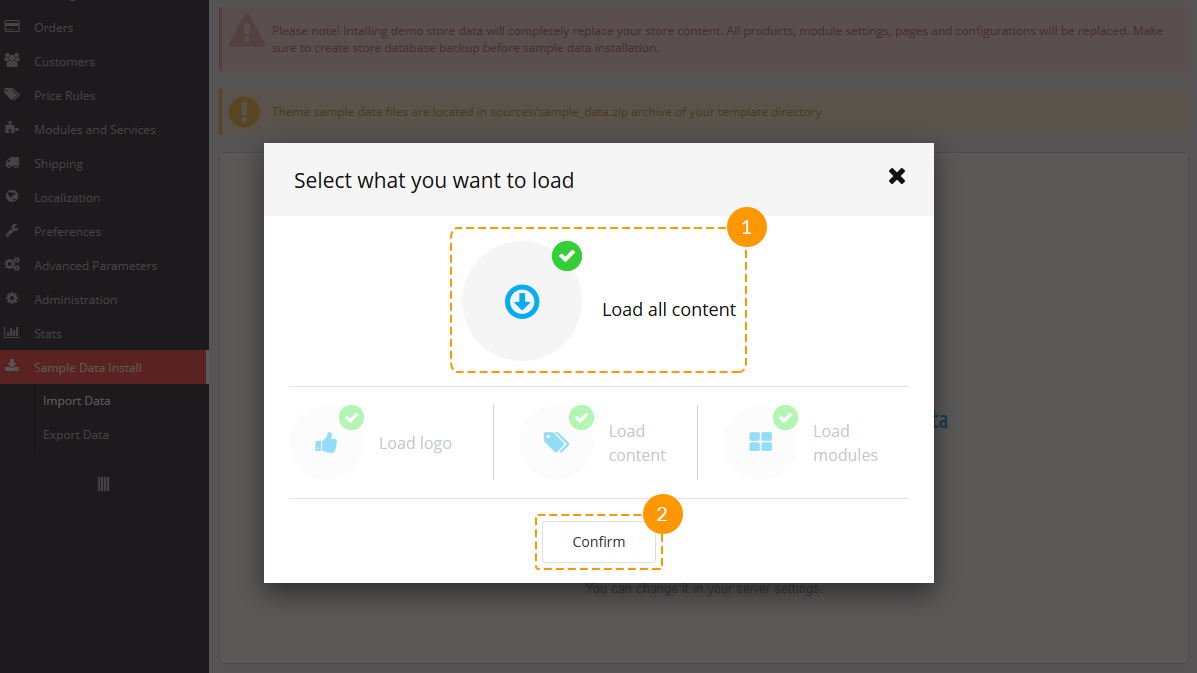 Orders
Customers
Price Rules
Modules and Services
Shipping
Localization
Preferences
Advanced Parameters
Administration
Stats
Sample Data Install
Import Data
Export Data
Please note! Intalling demo store data will completely replace your store content. All products, module settings, pages and configurations will be replaced. Make
sure to create store database backup before sample data installation.
Theme sample data files are located in sources/sample_data.zip archive of your template directory
Select what you want to load
1
Load all content
Load logo
Load
content
Load
modules
2
Confirm
You can change it in your server settings.